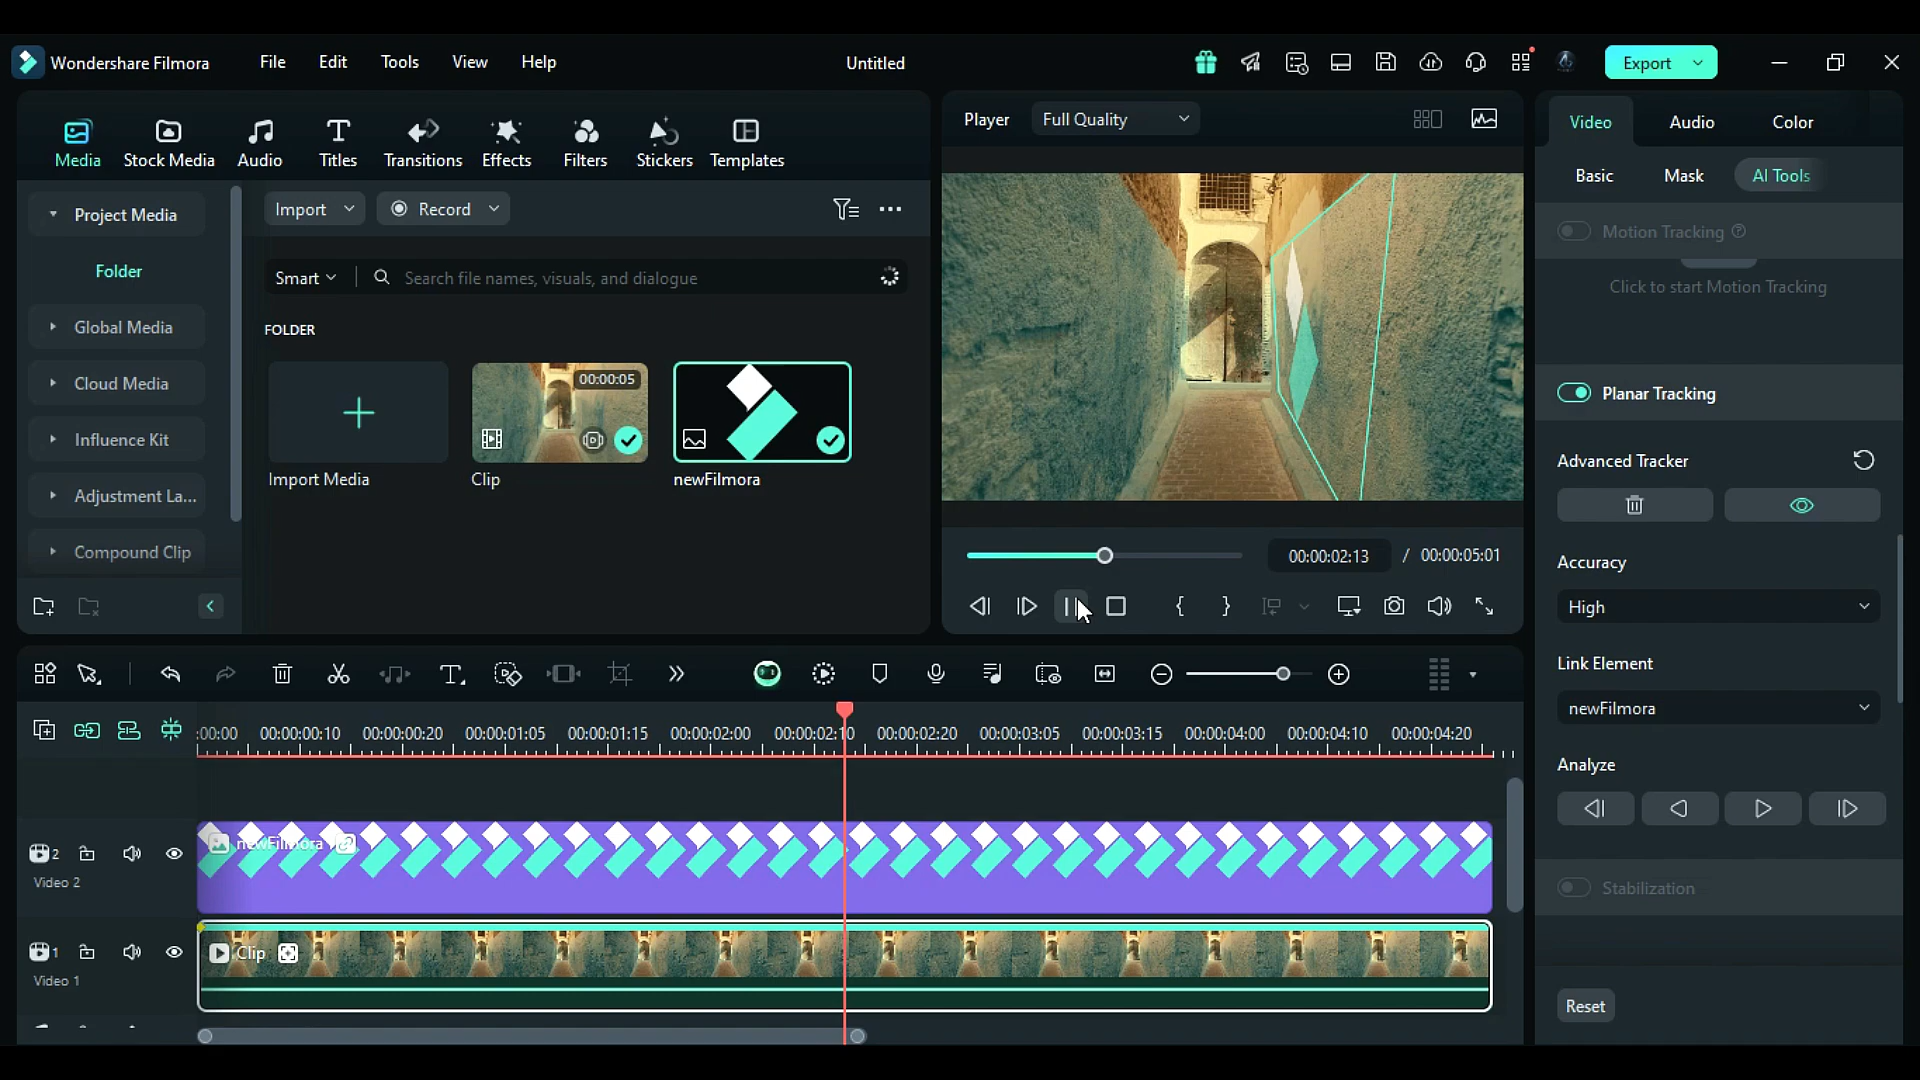 Wondershare Filmora
File
Edit
Tools
View
Help
Untitled
Export
Media
Stock Media
Audio
Titles
Transitions
Effects
Filters
Stickers
Templates
Project Media
Folder
Global Media
Cloud Media
Influence Kit
Adjustment La...
Compound Clip
Import
Record
Smart
Search file names, visuals, and dialogue
FOLDER
Import Media
00:00:05
Clip
newFilmora
Player
Full Quality
00:00:02:13 / 00:00:05:01
Video
Audio
Color
Basic
Mask
AI Tools
Motion Tracking
Click to start Motion Tracking
Planar Tracking
Advanced Tracker
Accuracy
High
Link Element
newFilmora
Analyze
Stabilization
Reset
:00:00 00:00:00:10 00:00:00:20 00:00:01:05 00:00:01:15 00:00:02:00 00:00:02:10 00:00:02:20 00:00:03:05 00:00:03:15 00:00:04:00 00:00:04:10 00:00:04:20
2
Video 2
newFilmora
1
Video 1
Clip